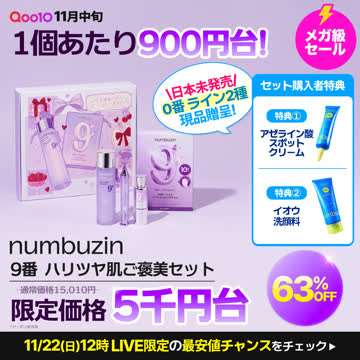 Qoo10 11月中旬
1個あたり900円台!
メガ級
セール
日本未発売
0番 ライン2種
現品贈呈!
セット購入者特典
特典①
アゼライン酸
スポット
クリーム
特典②
イオウ
洗顔料
9
9
10+
numbuzin
9番 ハリツヤ肌ご褒美セット
通常価格15,010円
限定価格 5千円台
63%OFF
11/22(日)12時 LIVE限定の最安値チャンスをチェック▶